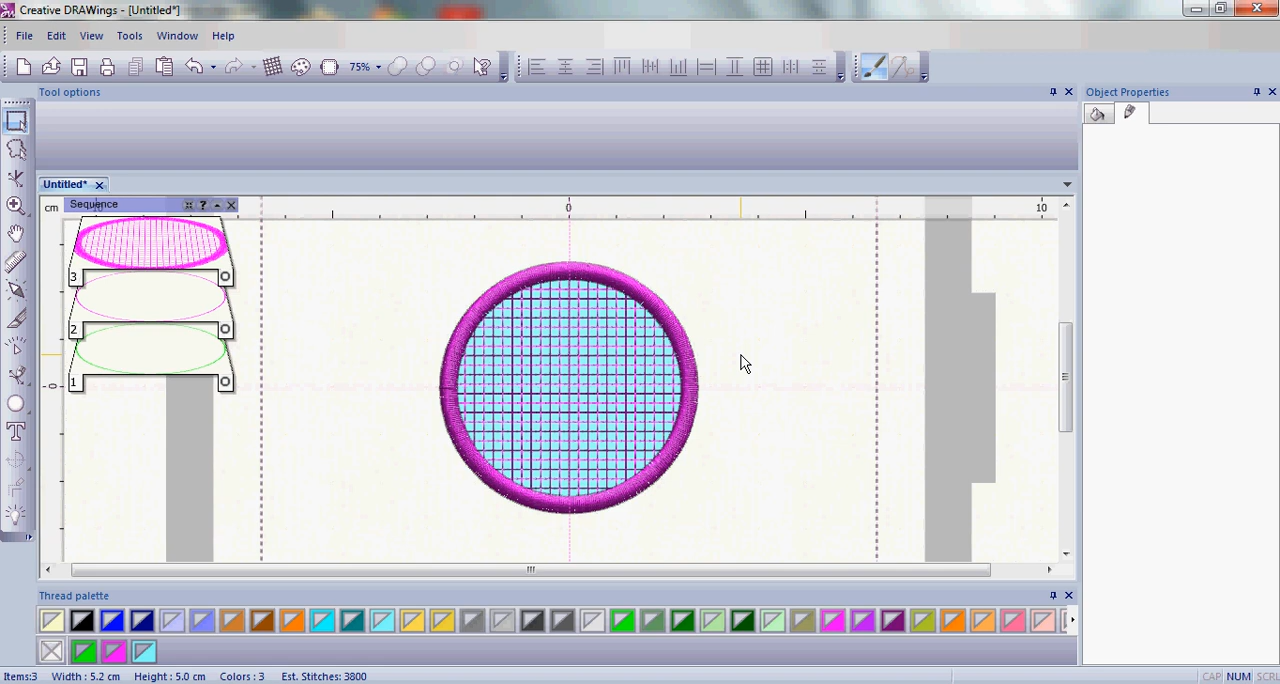 Creative DRAWings - [Untitled*]
File Edit View Tools Window Help
75%
Tool options
Object Properties
Untitled*
cm
Sequence
0
10
3
2
1
0
Thread palette
Items:3 Width : 5.2 cm Height : 5.0 cm Colors : 3 Est. Stitches: 3800
CAP NUM SCRL